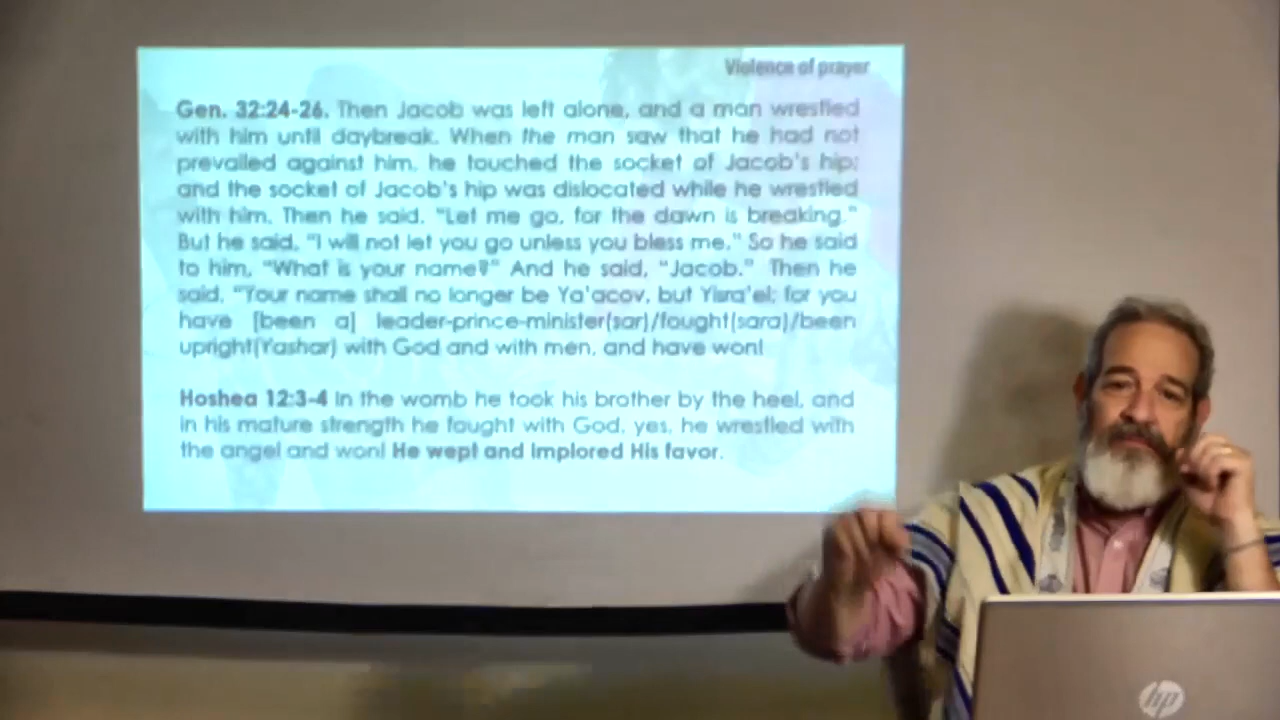 Violence of prayer
Gen. 32:24-26. Then Jacob was left alone, and a man wrestled
with him until daybreak. When the man saw that he had not
prevailed against him, he touched the socket of Jacob's hip;
and the socket of Jacob's hip was dislocated while he wrestled
with him. Then he said, "Let me go, for the dawn is breaking."
But he said, "I will not let you go unless you bless me." So he said
to him, "What is your name?" And he said, "Jacob." Then he
said, "Your name shall no longer be Ya'acov, but Yisra'el; for you
have [been a] leader-prince-minister(sar)/fought(sara)/been
upright(Yashar) with God and with men, and have won!
Hoshea 12:3-4 In the womb he took his brother by the heel, and
in his mature strength he fought with God, yes, he wrestled with
the angel and won! He wept and Implored His favor.
hp